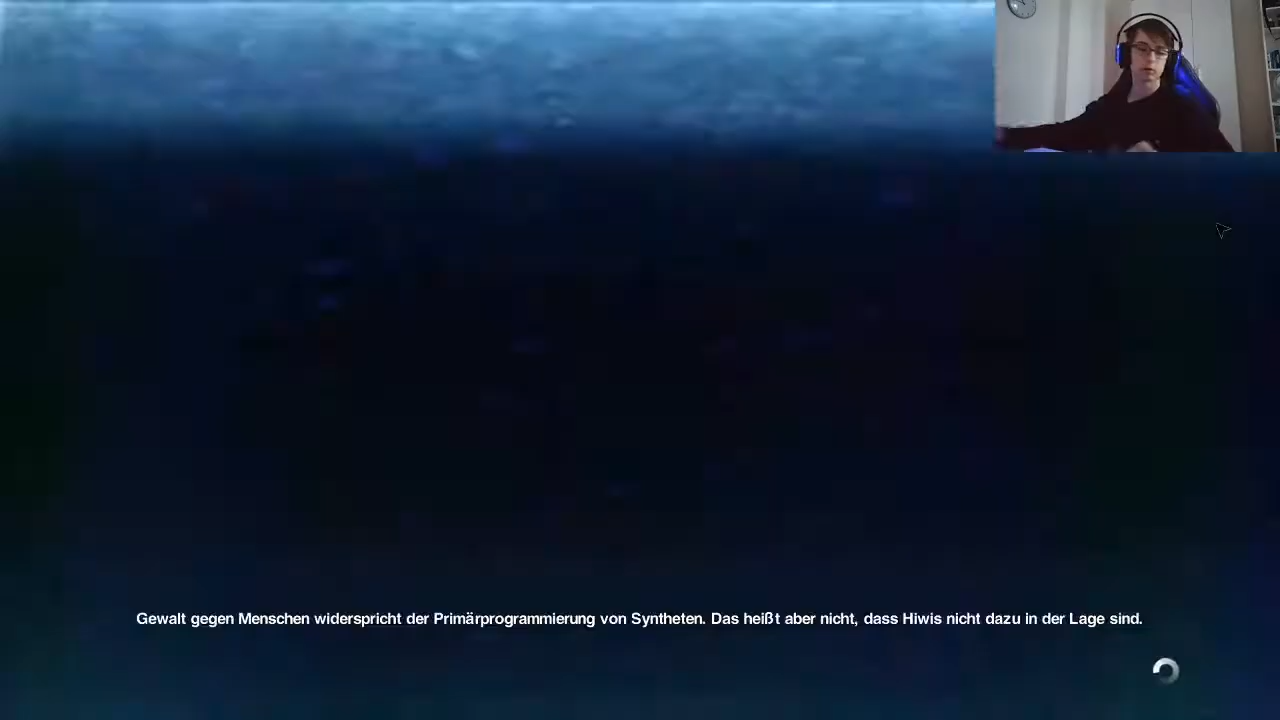 Gewalt gegen Menschen widerspricht der Primärprogrammierung von Syntheten. Das heißt aber nicht, dass Hiwis nicht dazu in der Lage sind.